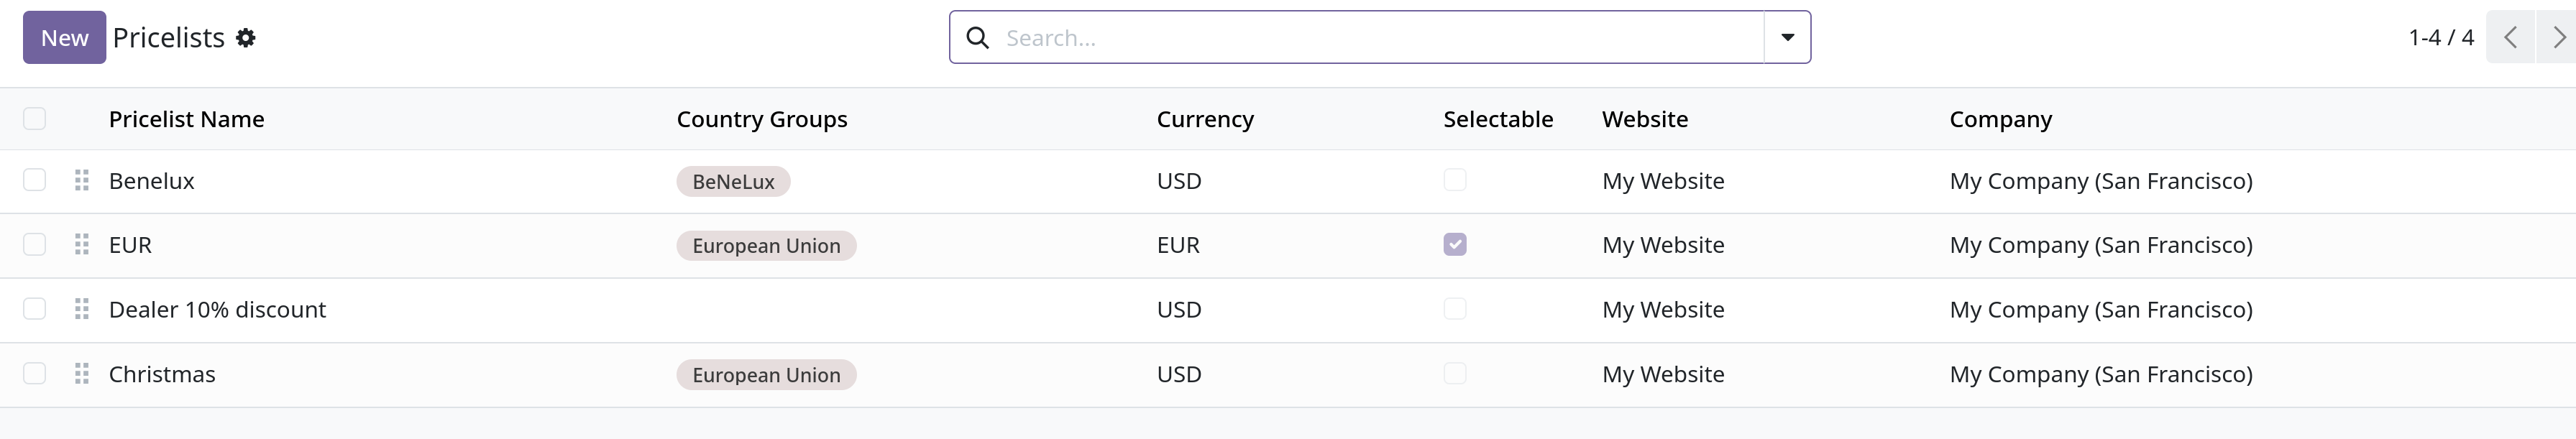 New Pricelists Search... 1-4 / 4
Pricelist Name Country Groups Currency Selectable Website Company
Benelux BeNeLux USD My Website My Company (San Francisco)
EUR European Union EUR My Website My Company (San Francisco)
Dealer 10% discount USD My Website My Company (San Francisco)
Christmas European Union USD My Website My Company (San Francisco)